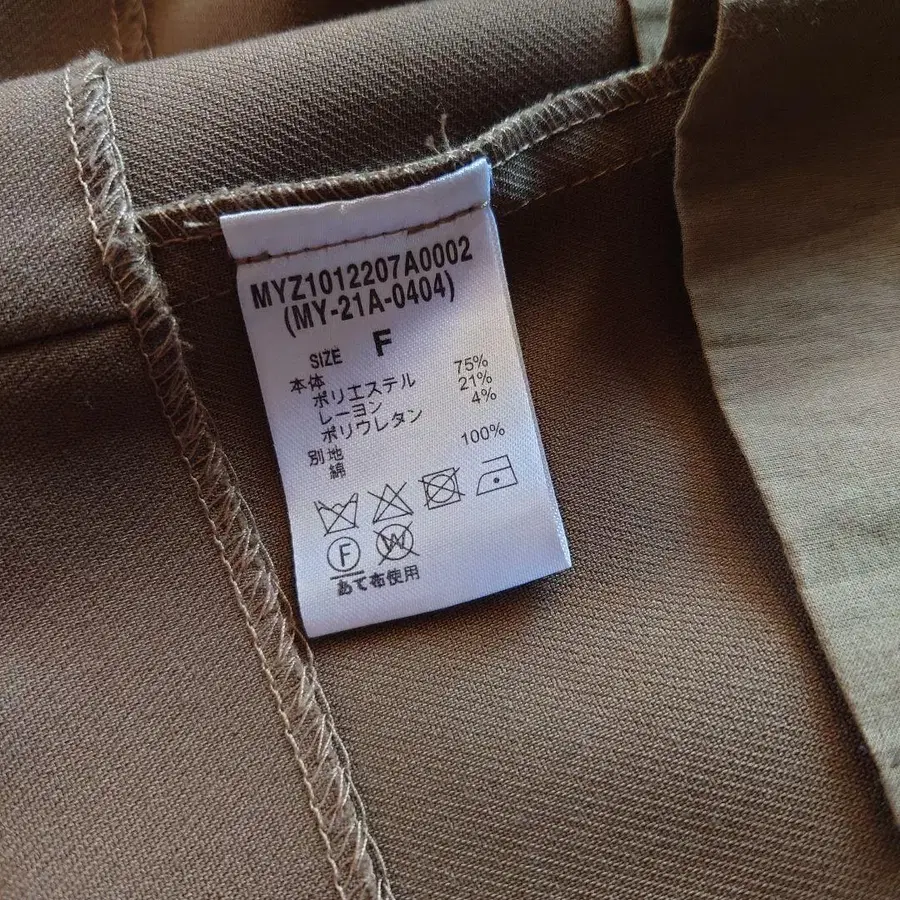 MYZ1012207A0002
(MY-21A-0404)
SIZE F
本体
ポリエステル 75%
レーヨン 21%
ポリウレタン 4%
別地
綿 100%
F W
あて布使用